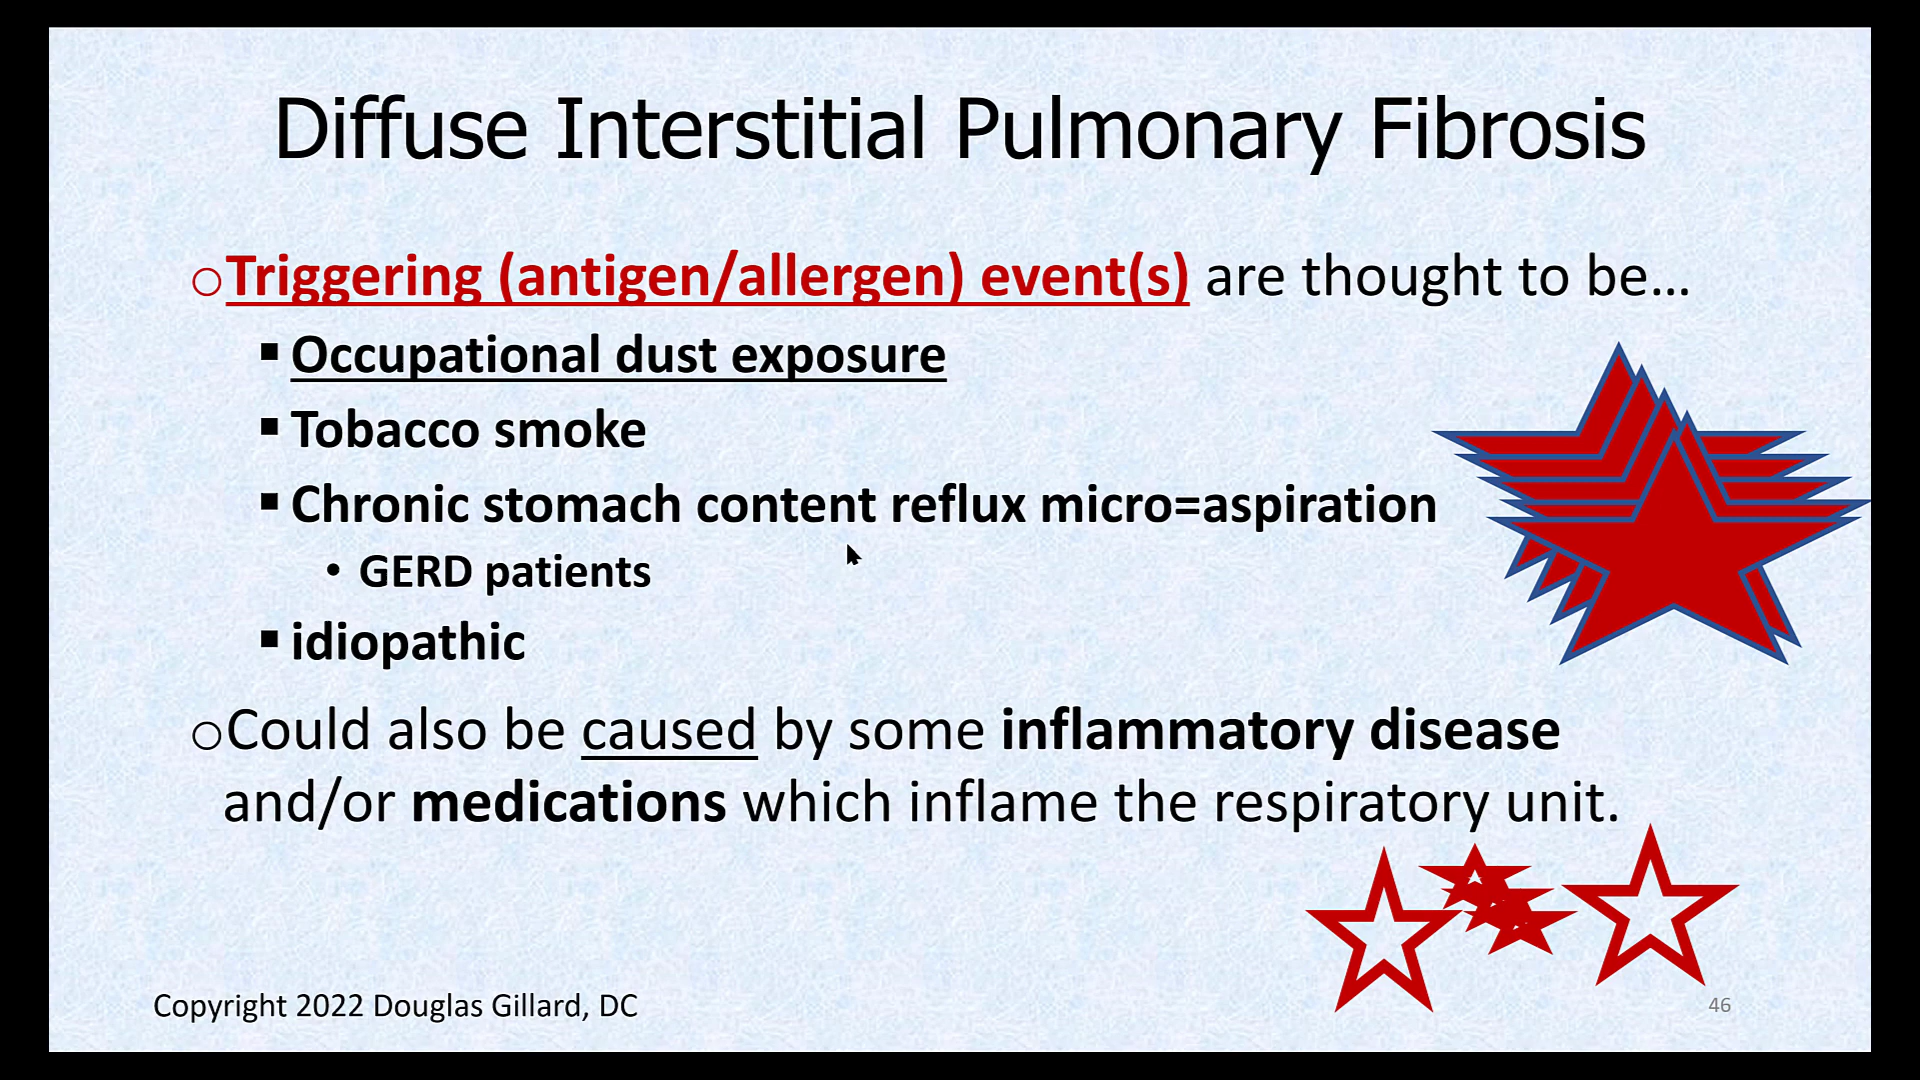 Diffuse Interstitial Pulmonary Fibrosis
Triggering (antigen/allergen) event(s) are thought to be…
Occupational dust exposure
Tobacco smoke
Chronic stomach content reflux micro=aspiration
GERD patients
idiopathic
Could also be caused by some inflammatory disease
and/or medications which inflame the respiratory unit.
Copyright 2022 Douglas Gillard, DC
46